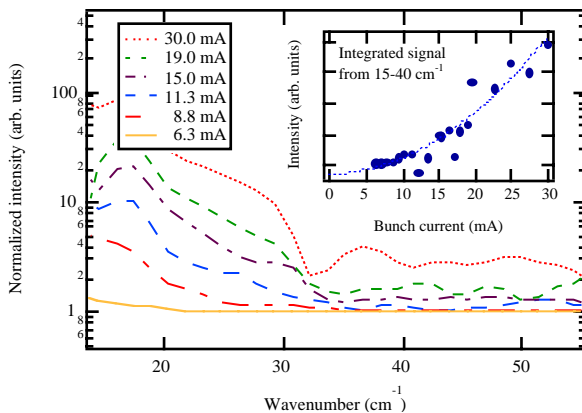 30.0 mA
19.0 mA
15.0 mA
11.3 mA
8.8 mA
6.3 mA
Integrated signal
from 15-40 cm⁻¹
Intensity (arb. units)
0 5 10 15 20 25 30
Bunch current (mA)
Normalized intensity (arb. units)
4
2
100
8
6
4
2
10
8
6
4
2
1
8
6
20 30 40 50
Wavenumber (cm⁻¹)